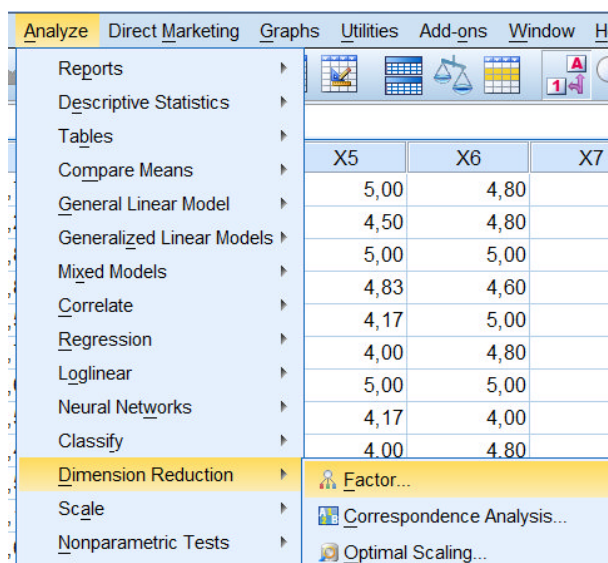 Analyze Direct Marketing Graphs Utilities Add-ons Window H
A
1
Reports
Descriptive Statistics
Tables
Compare Means
General Linear Model
Generalized Linear Models
Mixed Models
Correlate
Regression
Loglinear
Neural Networks
Classify
Dimension Reduction
Scale
Nonparametric Tests
X5 X6 X7
5,00 4,80
4,50 4,80
5,00 5,00
4,83 4,60
4,17 5,00
4,00 4,80
5,00 5,00
4,17 4,00
4,00 4,80
Factor...
Correspondence Analysis...
Optimal Scaling...